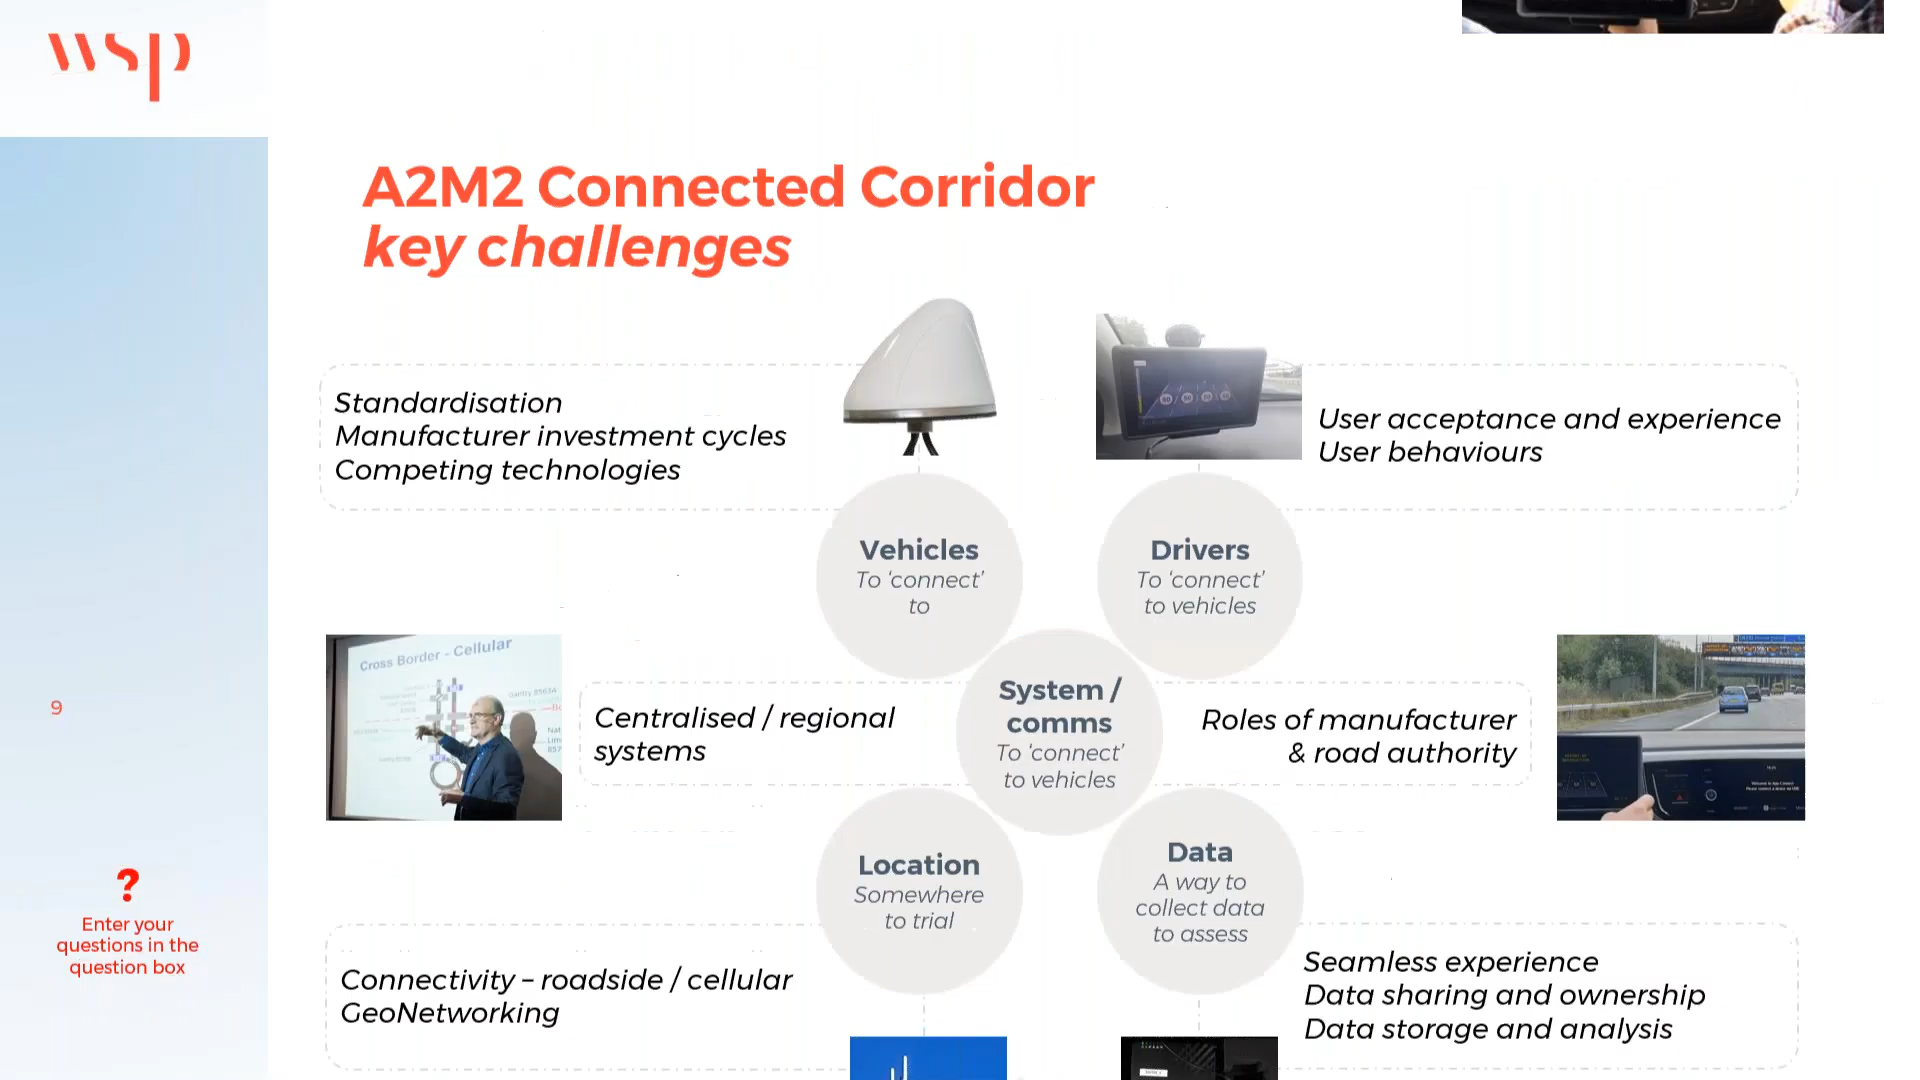 wsp
A2M2 Connected Corridor
key challenges
Standardisation
Manufacturer investment cycles
Competing technologies
User acceptance and experience
User behaviours
Vehicles
To ‘connect’
to
Drivers
To ‘connect’
to vehicles
Cross Border - Cellular
Gantry 8563A
Centralised / regional
systems
System /
comms
To ‘connect’
to vehicles
Roles of manufacturer
& road authority
9
Location
Somewhere
to trial
Data
A way to
collect data
to assess
?
Enter your
questions in the
question box
Connectivity – roadside / cellular
GeoNetworking
Seamless experience
Data sharing and ownership
Data storage and analysis